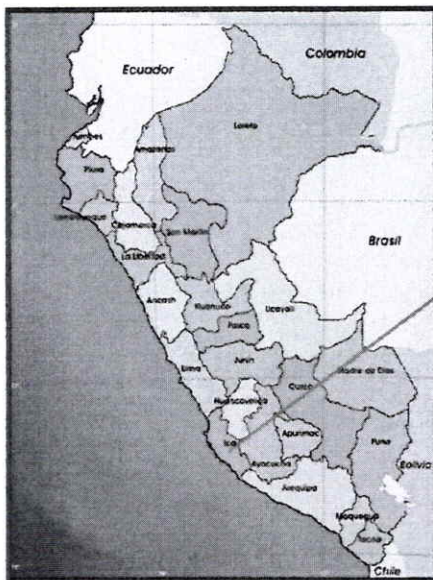 Colombia
Ecuador
Loreto
Tumbes
Amazonas
Piura
Lambayeque
Cajamarca
San Martín
Brasil
La Libertad
Ancash
Huánuco
Ucayali
Pasco
Junín
Madre de Dios
Lima
Cusco
Huancavelica
Ica
Apurimac
Puno
Ayacucho
Bolivia
Arequipa
Moquegua
Tacna
Chile